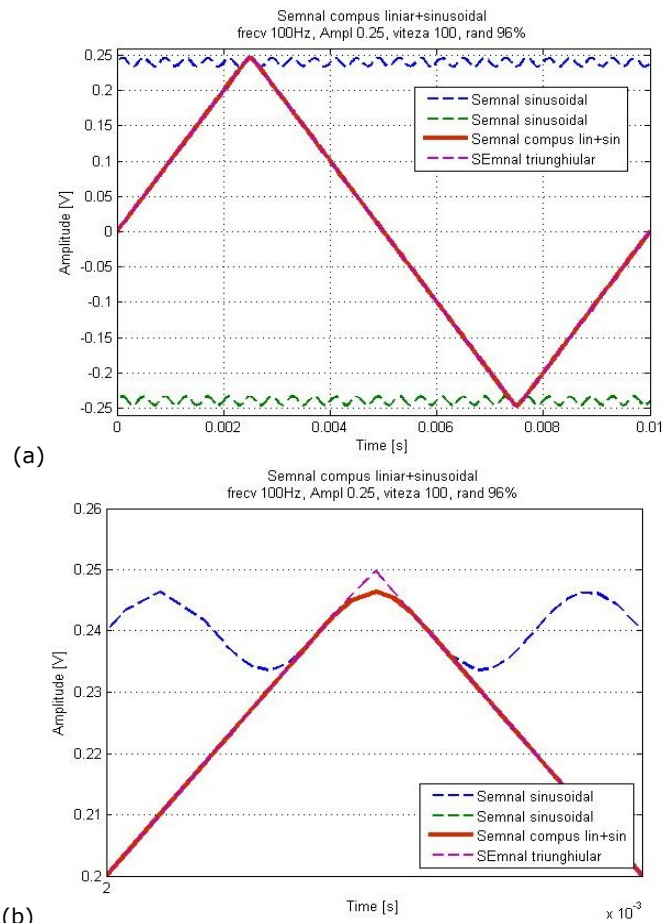 Semnal compus liniar+sinusoidal
frecv 100Hz, Ampl 0.25, viteza 100, rand 96%
0.25
0.2
0.15
0.1
0.05
0
-0.05
-0.1
-0.15
-0.2
-0.25
Amplitude [V]
Semnal sinusoidal
Semnal sinusoidal
Semnal compus lin+sin
SEmnal triunghiular
0 0.002 0.004 0.006 0.008 0.01
Time [s]
(a)
Semnal compus liniar+sinusoidal
frecv 100Hz, Ampl 0.25, viteza 100, rand 96%
0.26
0.25
0.24
0.23
0.22
0.21
0.2
Amplitude [V]
Semnal sinusoidal
Semnal sinusoidal
Semnal compus lin+sin
SEmnal triunghiular
2
Time [s]
x 10-3
(b)